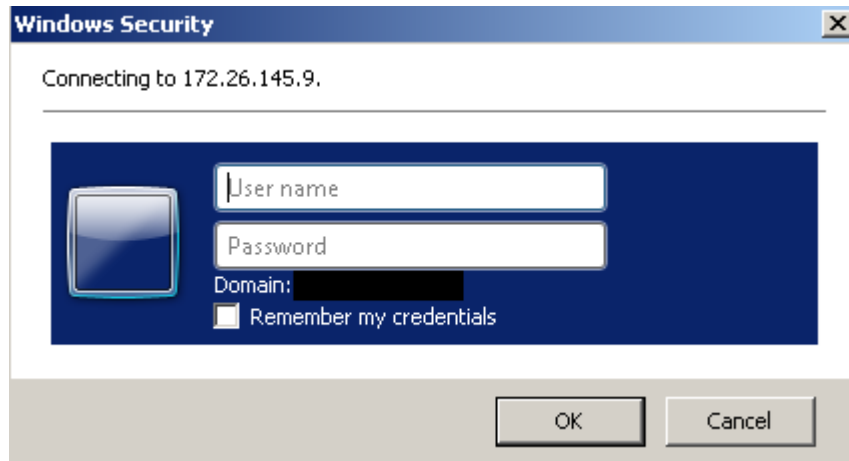 Windows Security
Connecting to 172.26.145.9.
User name
Password
Domain:
Remember my credentials
OK
Cancel